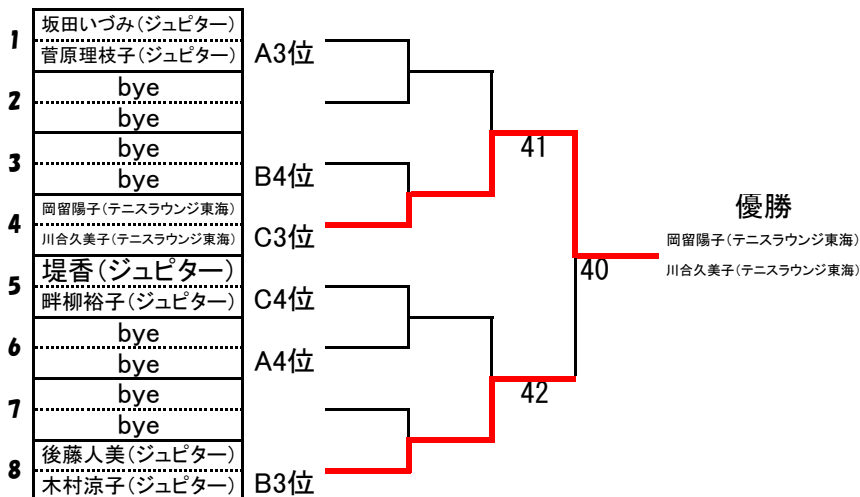 1
坂田いづみ(ジュピター)
菅原理枝子(ジュピター)
A3位
2
bye
bye
3
bye
bye
B4位
4
岡留陽子(テニスラウンジ東海)
川合久美子(テニスラウンジ東海)
C3位
5
堤香(ジュピター)
畔柳裕子(ジュピター)
C4位
6
bye
bye
A4位
7
bye
bye
8
後藤人美(ジュピター)
木村涼子(ジュピター)
B3位
41
42
40
優勝
岡留陽子(テニスラウンジ東海)
川合久美子(テニスラウンジ東海)